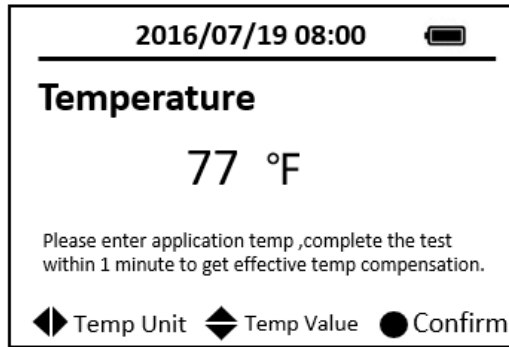 2016/07/19 08:00
Temperature
77 °F
Please enter application temp ,complete the test
within 1 minute to get effective temp compensation.
Temp Unit Temp Value Confirm